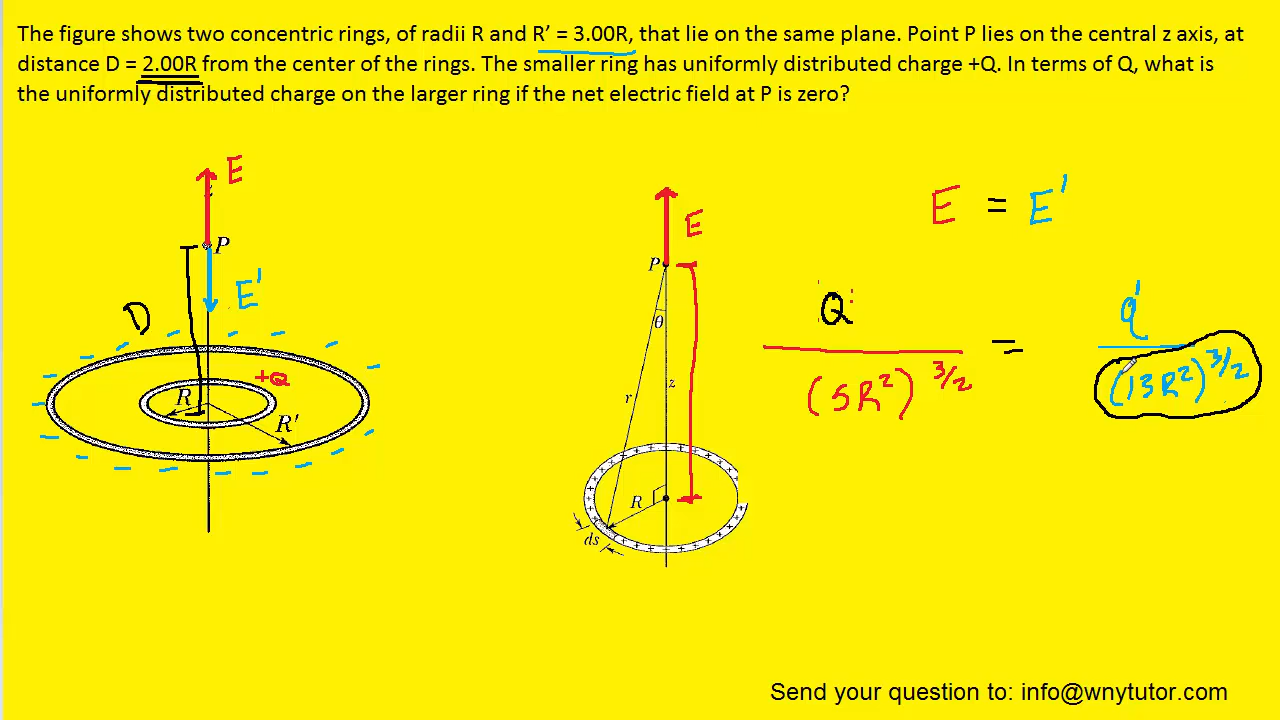 The figure shows two concentric rings, of radii R and R’ = 3.00R, that lie on the same plane. Point P lies on the central z axis, at
distance D = 2.00R from the center of the rings. The smaller ring has uniformly distributed charge +Q. In terms of Q, what is
the uniformly distributed charge on the larger ring if the net electric field at P is zero?
E
z
P
E'
D
+Q
R
R'
E
P
θ
z
r
R
ds
E = E'
Q = q'
(5R²)^3/2 (13R²)^3/2
Send your question to: info@wnytutor.com